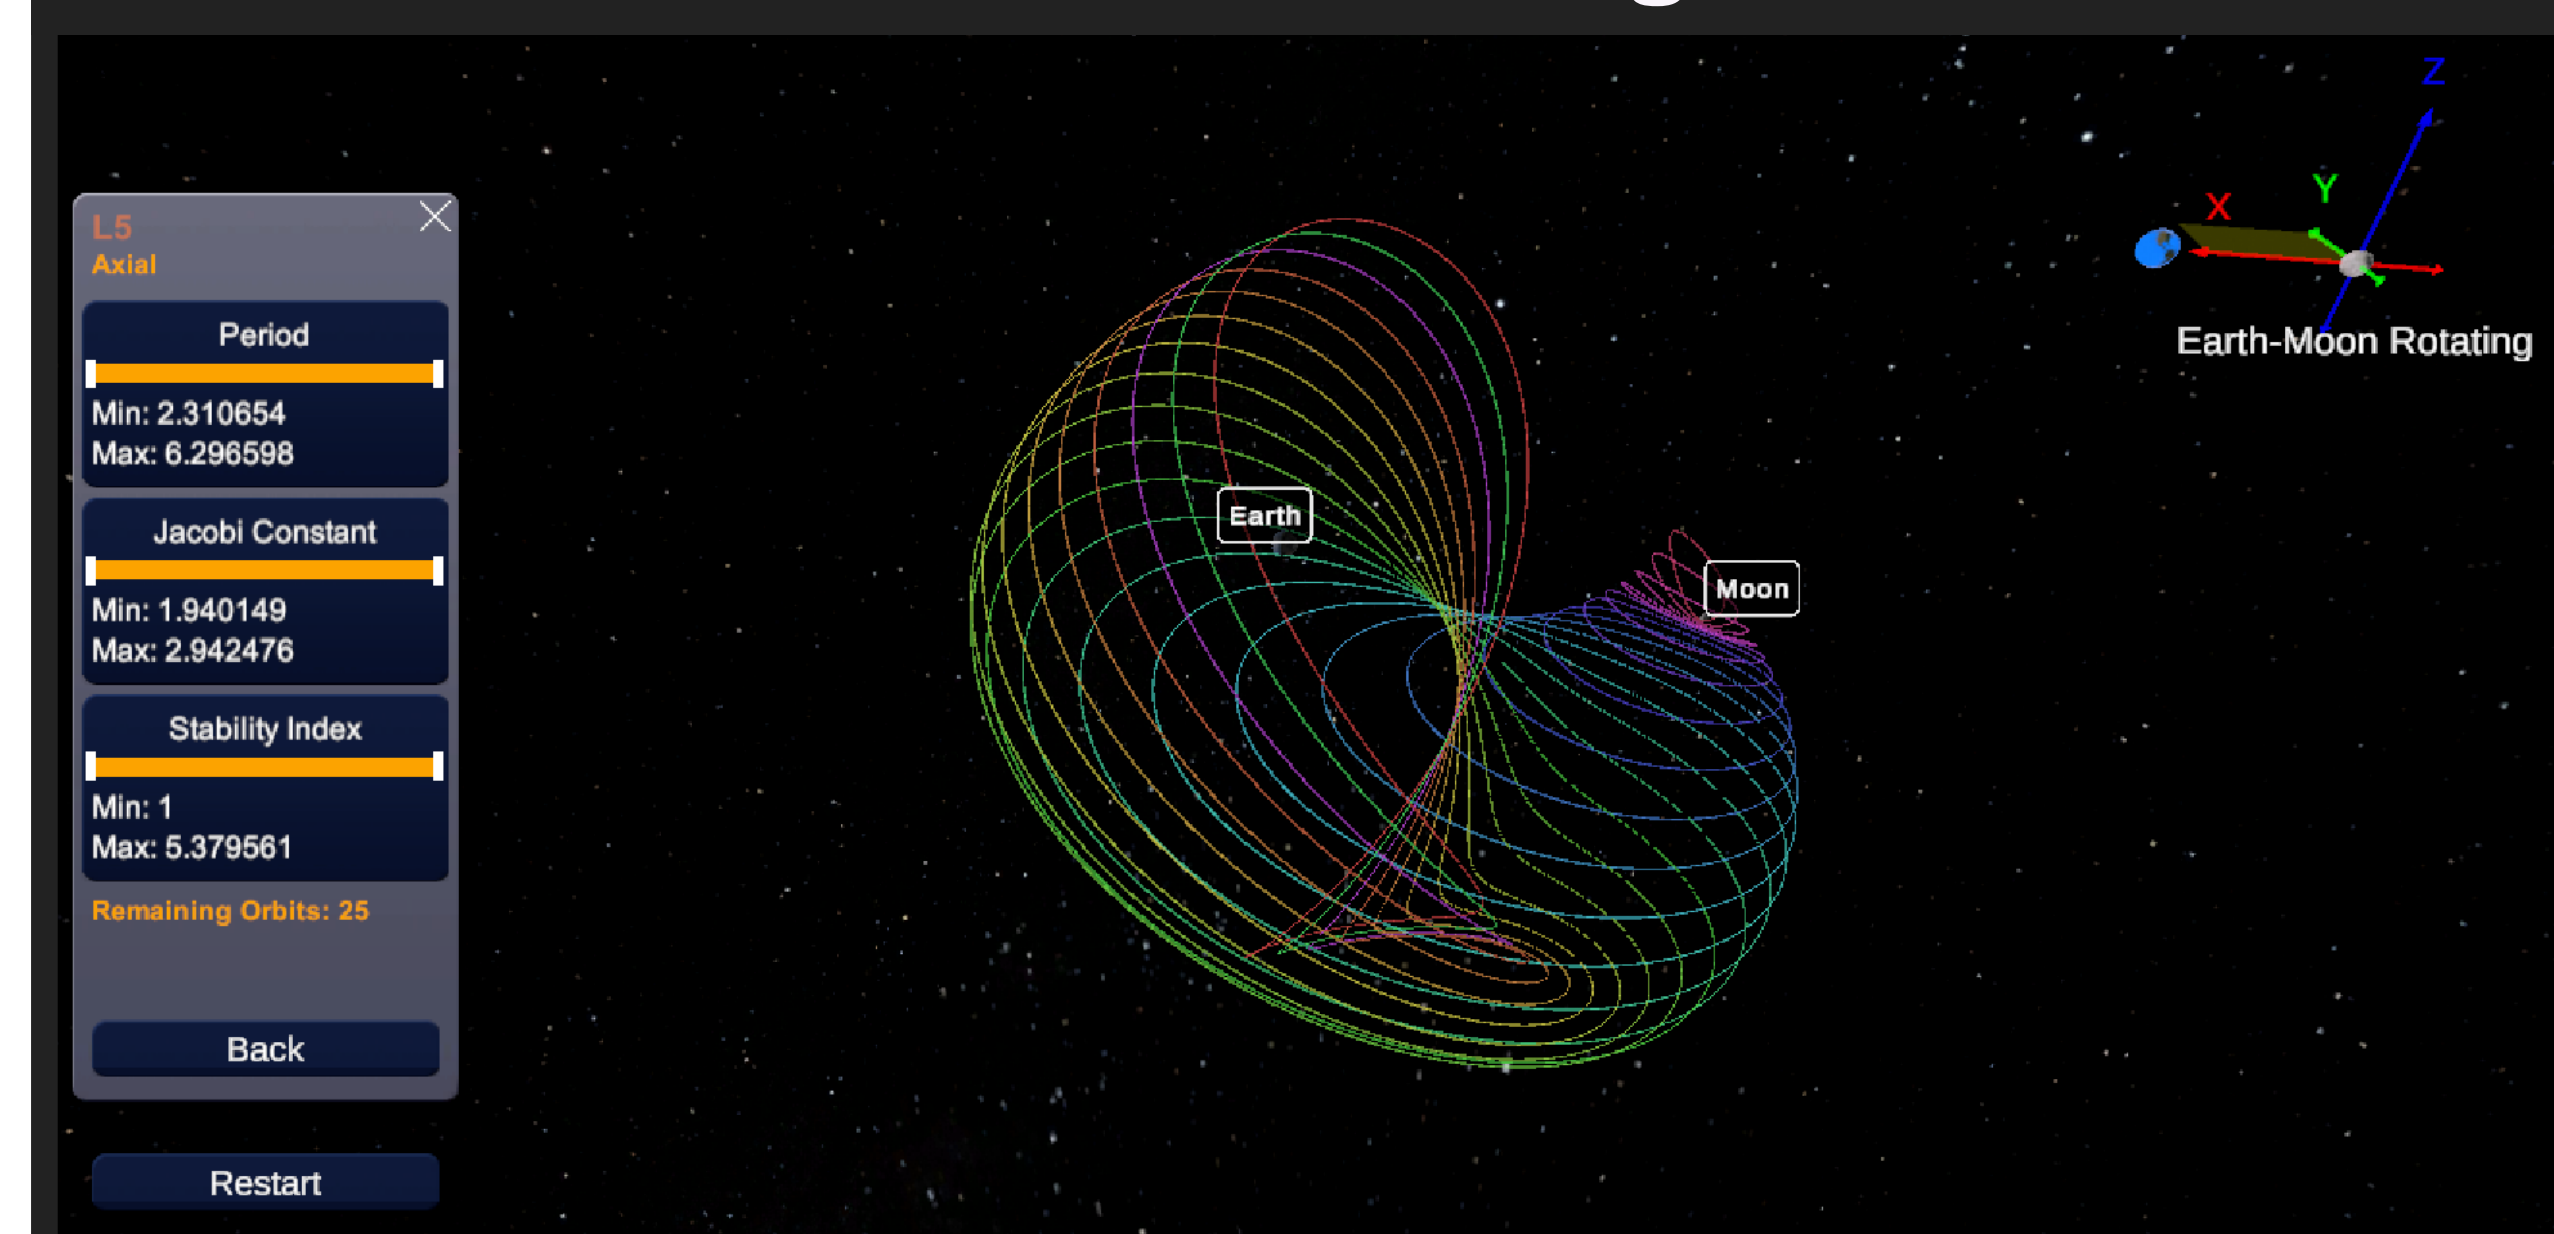 L5
Axial
Period
Min: 2.310654
Max: 6.296598
Jacobi Constant
Min: 1.940149
Max: 2.942476
Stability Index
Min: 1
Max: 5.379561
Remaining Orbits: 25
Back
Restart
Earth
Moon
Z
Y
X
Earth-Moon Rotating